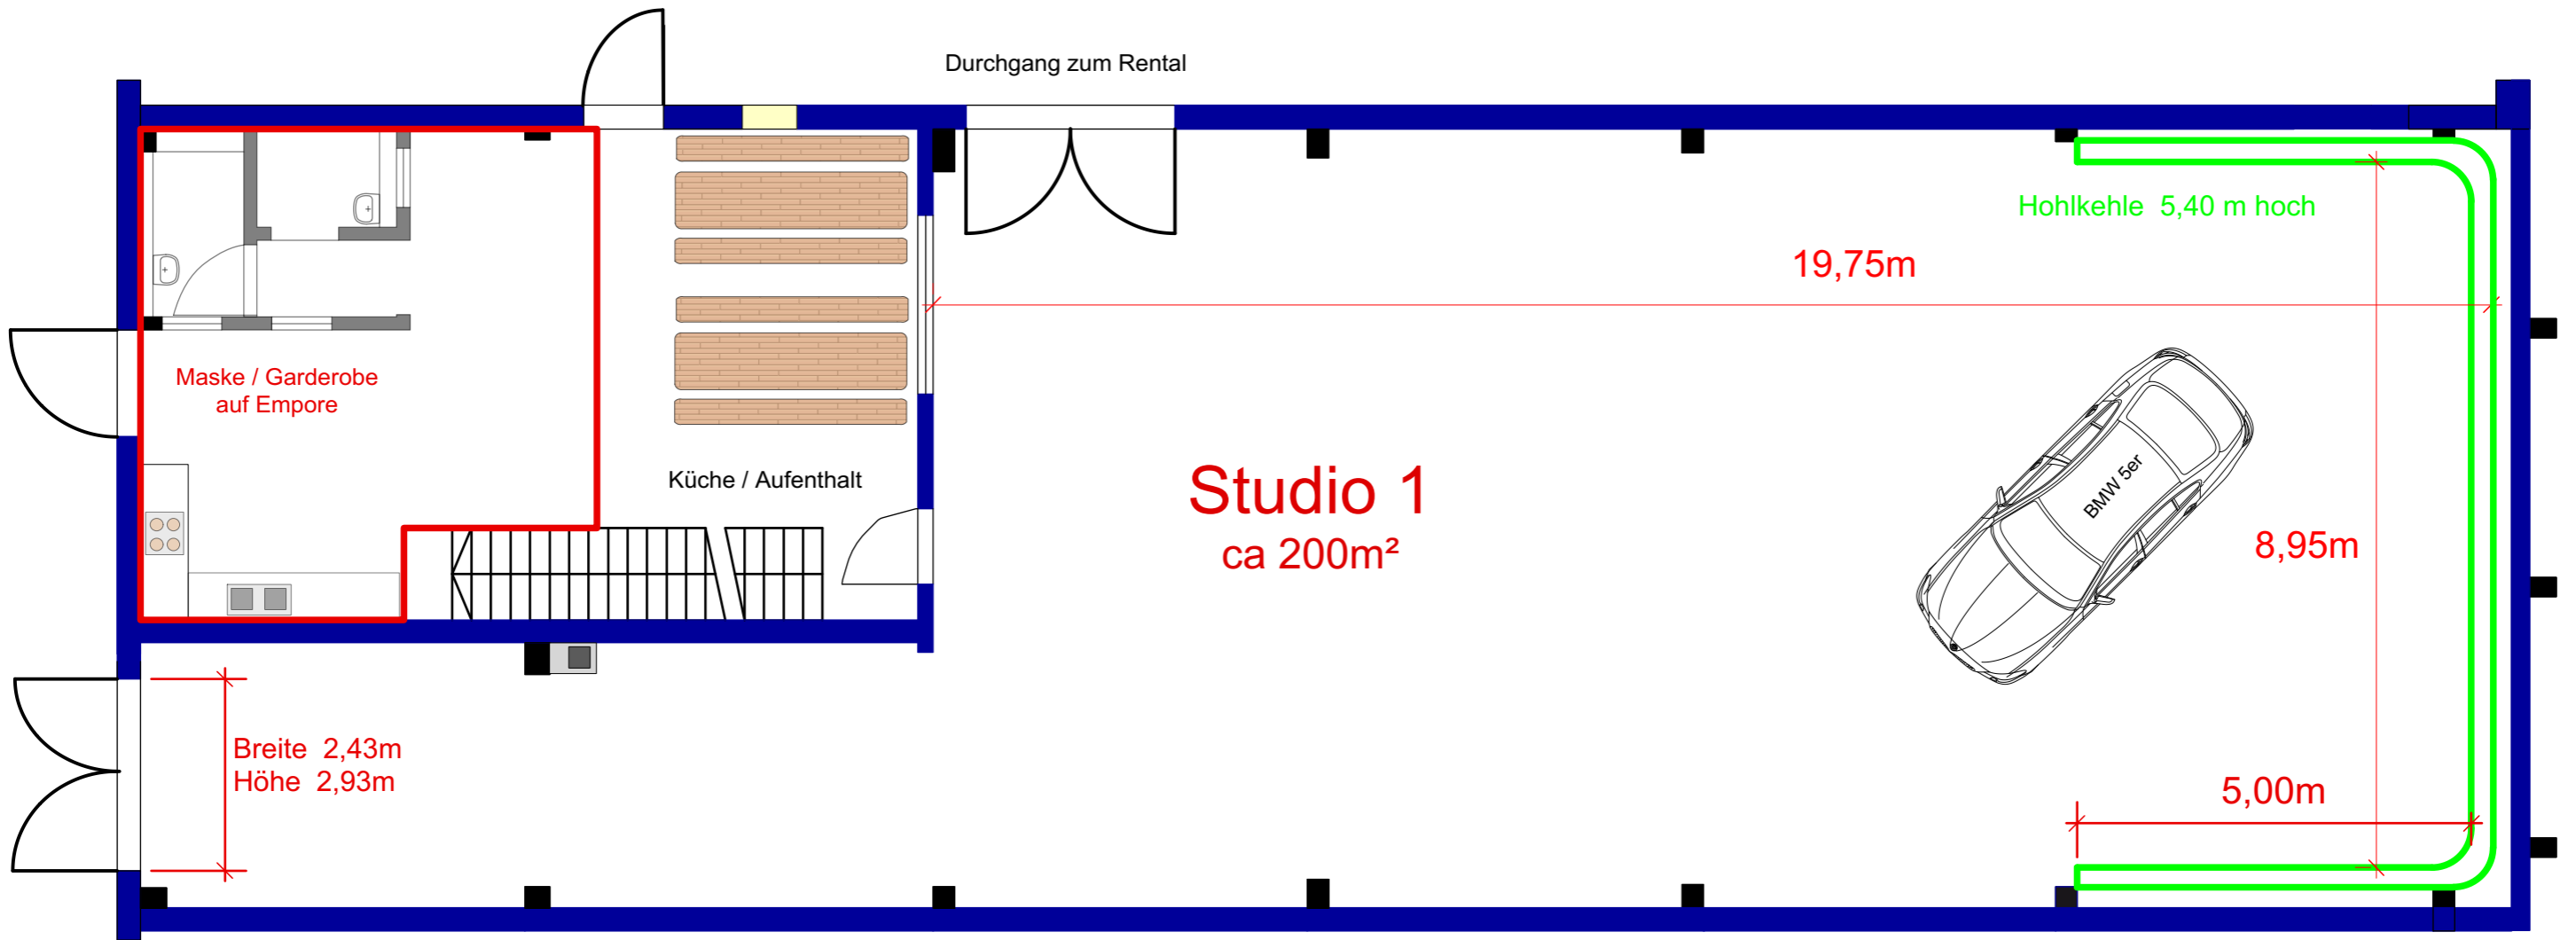 Durchgang zum Rental
Hohlkehle 5,40 m hoch
19,75m
Maske / Garderobe
auf Empore
Küche / Aufenthalt
Studio 1
ca 200m²
BMW 5er
8,95m
Breite 2,43m
Höhe 2,93m
5,00m